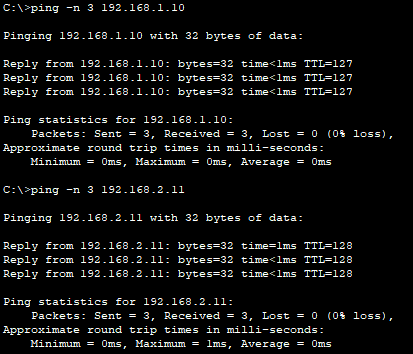 C:\>ping -n 3 192.168.1.10
Pinging 192.168.1.10 with 32 bytes of data:
Reply from 192.168.1.10: bytes=32 time<1ms TTL=127
Reply from 192.168.1.10: bytes=32 time<1ms TTL=127
Reply from 192.168.1.10: bytes=32 time<1ms TTL=127
Ping statistics for 192.168.1.10:
    Packets: Sent = 3, Received = 3, Lost = 0 (0% loss),
Approximate round trip times in milli-seconds:
    Minimum = 0ms, Maximum = 0ms, Average = 0ms
C:\>ping -n 3 192.168.2.11
Pinging 192.168.2.11 with 32 bytes of data:
Reply from 192.168.2.11: bytes=32 time=1ms TTL=128
Reply from 192.168.2.11: bytes=32 time<1ms TTL=128
Reply from 192.168.2.11: bytes=32 time<1ms TTL=128
Ping statistics for 192.168.2.11:
    Packets: Sent = 3, Received = 3, Lost = 0 (0% loss),
Approximate round trip times in milli-seconds:
    Minimum = 0ms, Maximum = 1ms, Average = 0ms